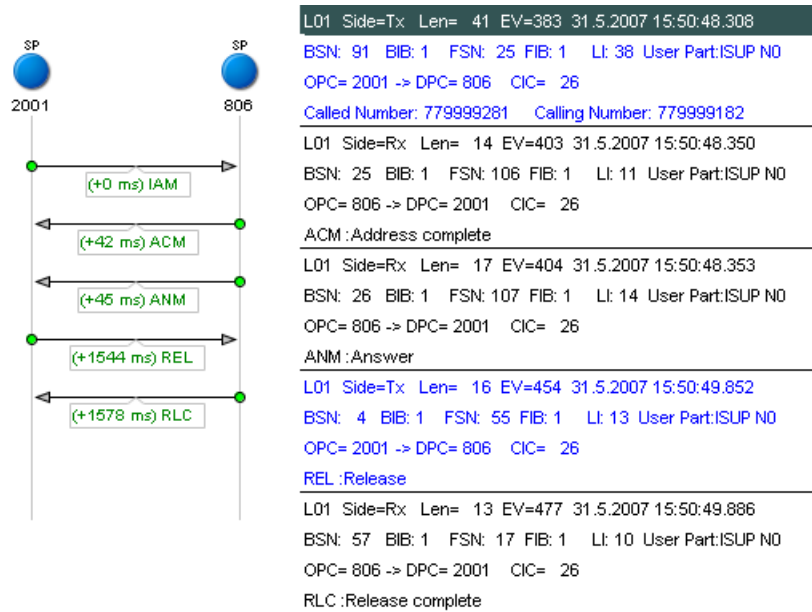 SP
SP
2001
806
(+0 ms) IAM
(+42 ms) ACM
(+45 ms) ANM
(+1544 ms) REL
(+1578 ms) RLC
L01 Side=Tx Len= 41 EV=383 31.5.2007 15:50:48.308
BSN: 91 BIB: 1 FSN: 25 FIB: 1 LI: 38 User Part:ISUP N0
OPC= 2001 -> DPC= 806 CIC= 26
Called Number: 779999281 Calling Number: 779999182
L01 Side=Rx Len= 14 EV=403 31.5.2007 15:50:48.350
BSN: 25 BIB: 1 FSN: 106 FIB: 1 LI: 11 User Part:ISUP N0
OPC= 806 -> DPC= 2001 CIC= 26
ACM :Address complete
L01 Side=Rx Len= 17 EV=404 31.5.2007 15:50:48.353
BSN: 26 BIB: 1 FSN: 107 FIB: 1 LI: 14 User Part:ISUP N0
OPC= 806 -> DPC= 2001 CIC= 26
ANM :Answer
L01 Side=Tx Len= 16 EV=454 31.5.2007 15:50:49.852
BSN: 4 BIB: 1 FSN: 55 FIB: 1 LI: 13 User Part:ISUP N0
OPC= 2001 -> DPC= 806 CIC= 26
REL :Release
L01 Side=Rx Len= 13 EV=477 31.5.2007 15:50:49.886
BSN: 57 BIB: 1 FSN: 17 FIB: 1 LI: 10 User Part:ISUP N0
OPC= 806 -> DPC= 2001 CIC= 26
RLC :Release complete